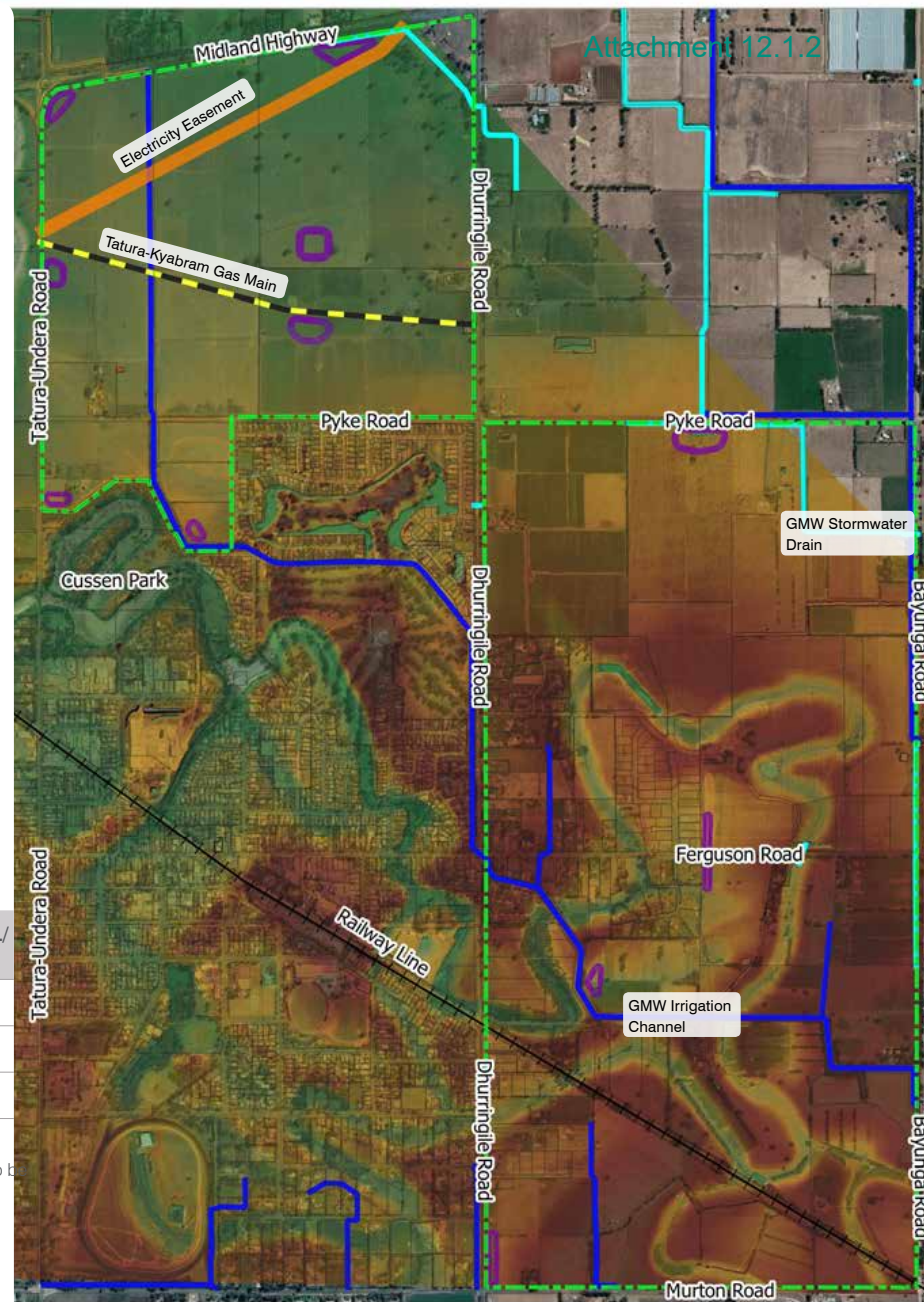 Attachment 12.1.2
Midland Highway
Electricity Easement
Dhurringile Road
Tatura-Kyabram Gas Main
Tatura-Undera Road
Pyke Road
Pyke Road
GMW Stormwater
Drain
Cussen Park
Dhurringile Road
Bayunga Road
Ferguson Road
Tatura-Undera Road
Railway Line
GMW Irrigation
Channel
Dhurringile Road
Bayunga Road
Murton Road